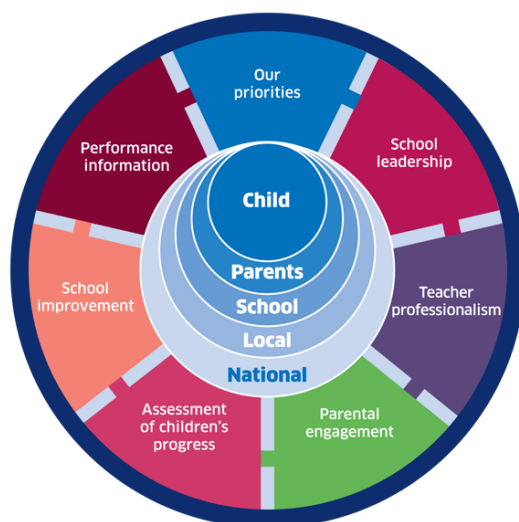 Our
priorities
School
leadership
Teacher
professionalism
Parental
engagement
Assessment
of children's
progress
School
improvement
Performance
information
Child
Parents
School
Local
National